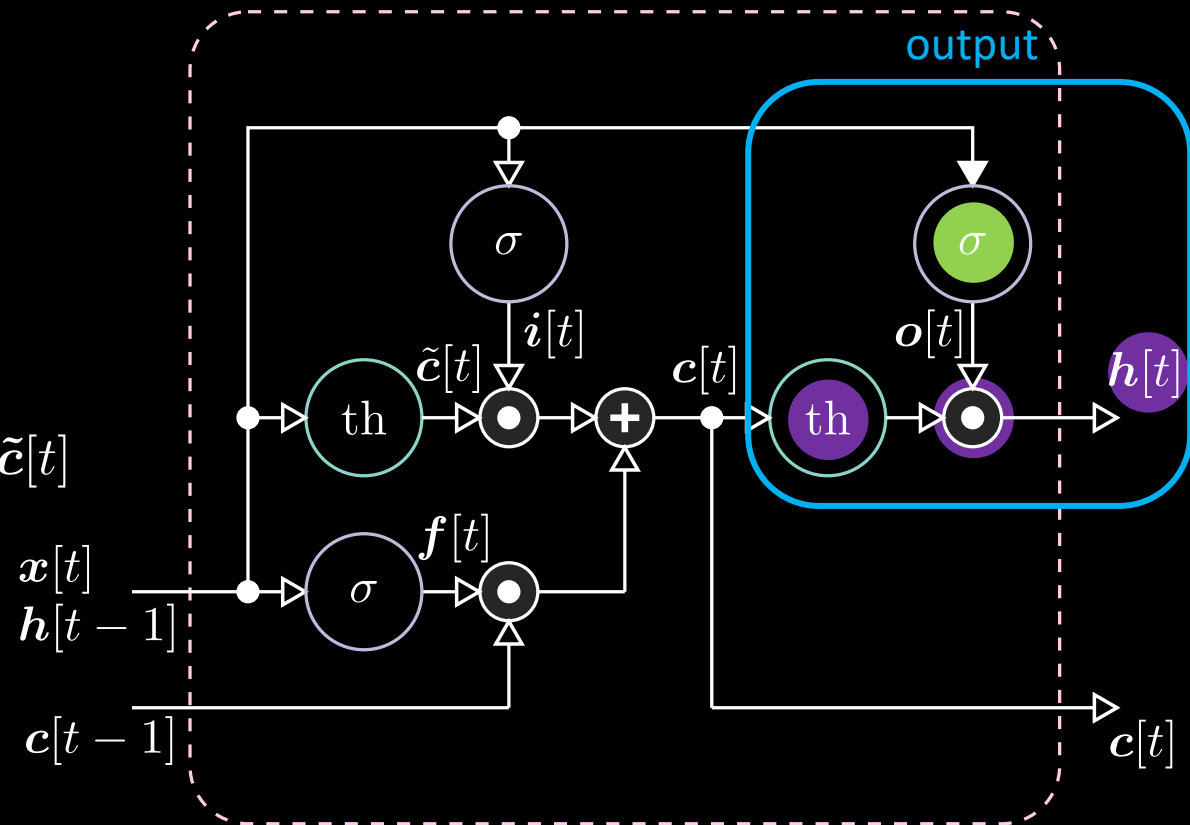 output
σ
σ
i[t]
o[t]
c̃[t]
c[t]
h[t]
th
+
th
c̃[t]
f[t]
x[t]
σ
h[t − 1]
c[t − 1]
c[t]